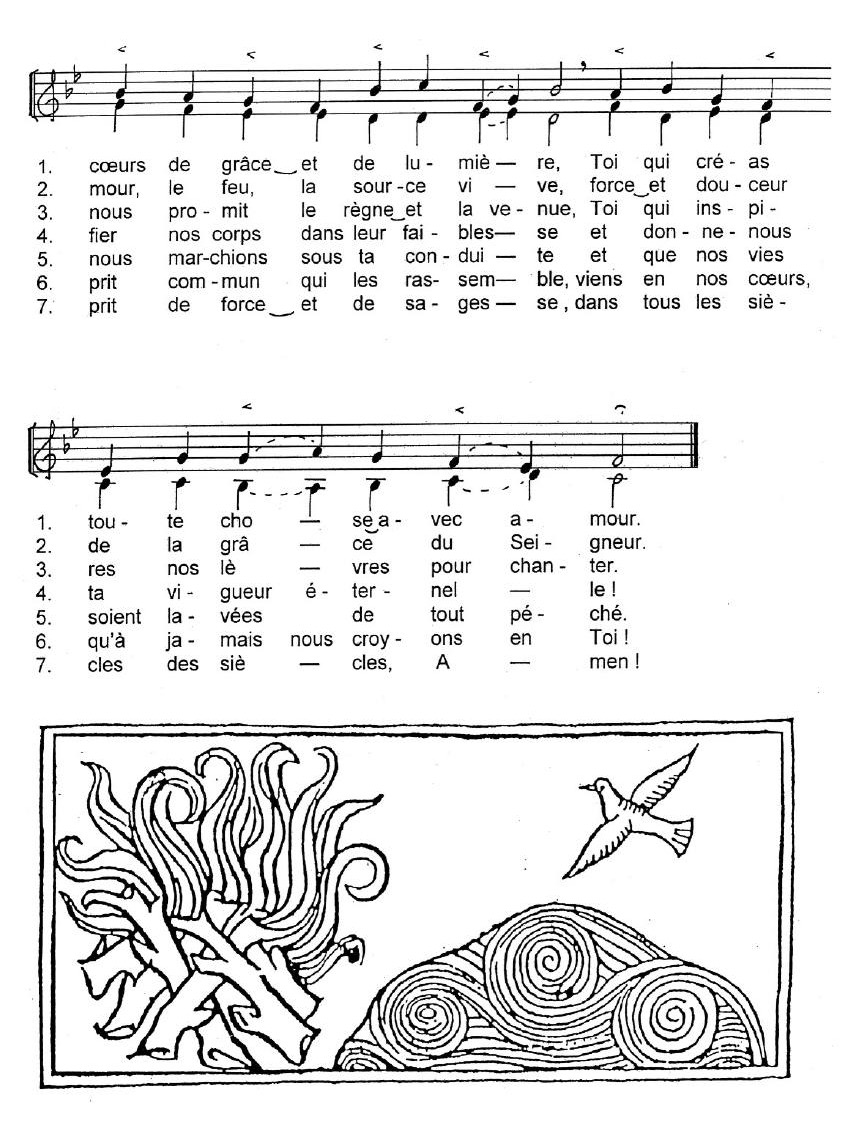 1. cœurs de grâce‿et de lu - miè — re, Toi qui cré - as
2. mour, le feu, la sour - ce vi — ve, force‿et dou - ceur
3. nous pro - mit le règne‿et la ve - nue, Toi qui ins - pi -
4. fier nos corps dans leur fai - bles — se et don - ne - nous
5. nous mar - chions sous ta con - dui - te et que nos vies
6. prit com - mun qui les ras - sem — ble, viens en nos cœurs,
7. prit de force‿et de sa - ges — se, dans tous les siè -
1. tou - te cho — se‿a - vec a - mour.
2. de la grâ — ce du Sei - gneur.
3. res nos lè — vres pour chan - ter.
4. ta vi - gueur é - ter - nel — le !
5. soient la - vées de tout pé - ché.
6. qu'à ja - mais nous croy - ons en Toi !
7. cles des siè — cles, A — men !